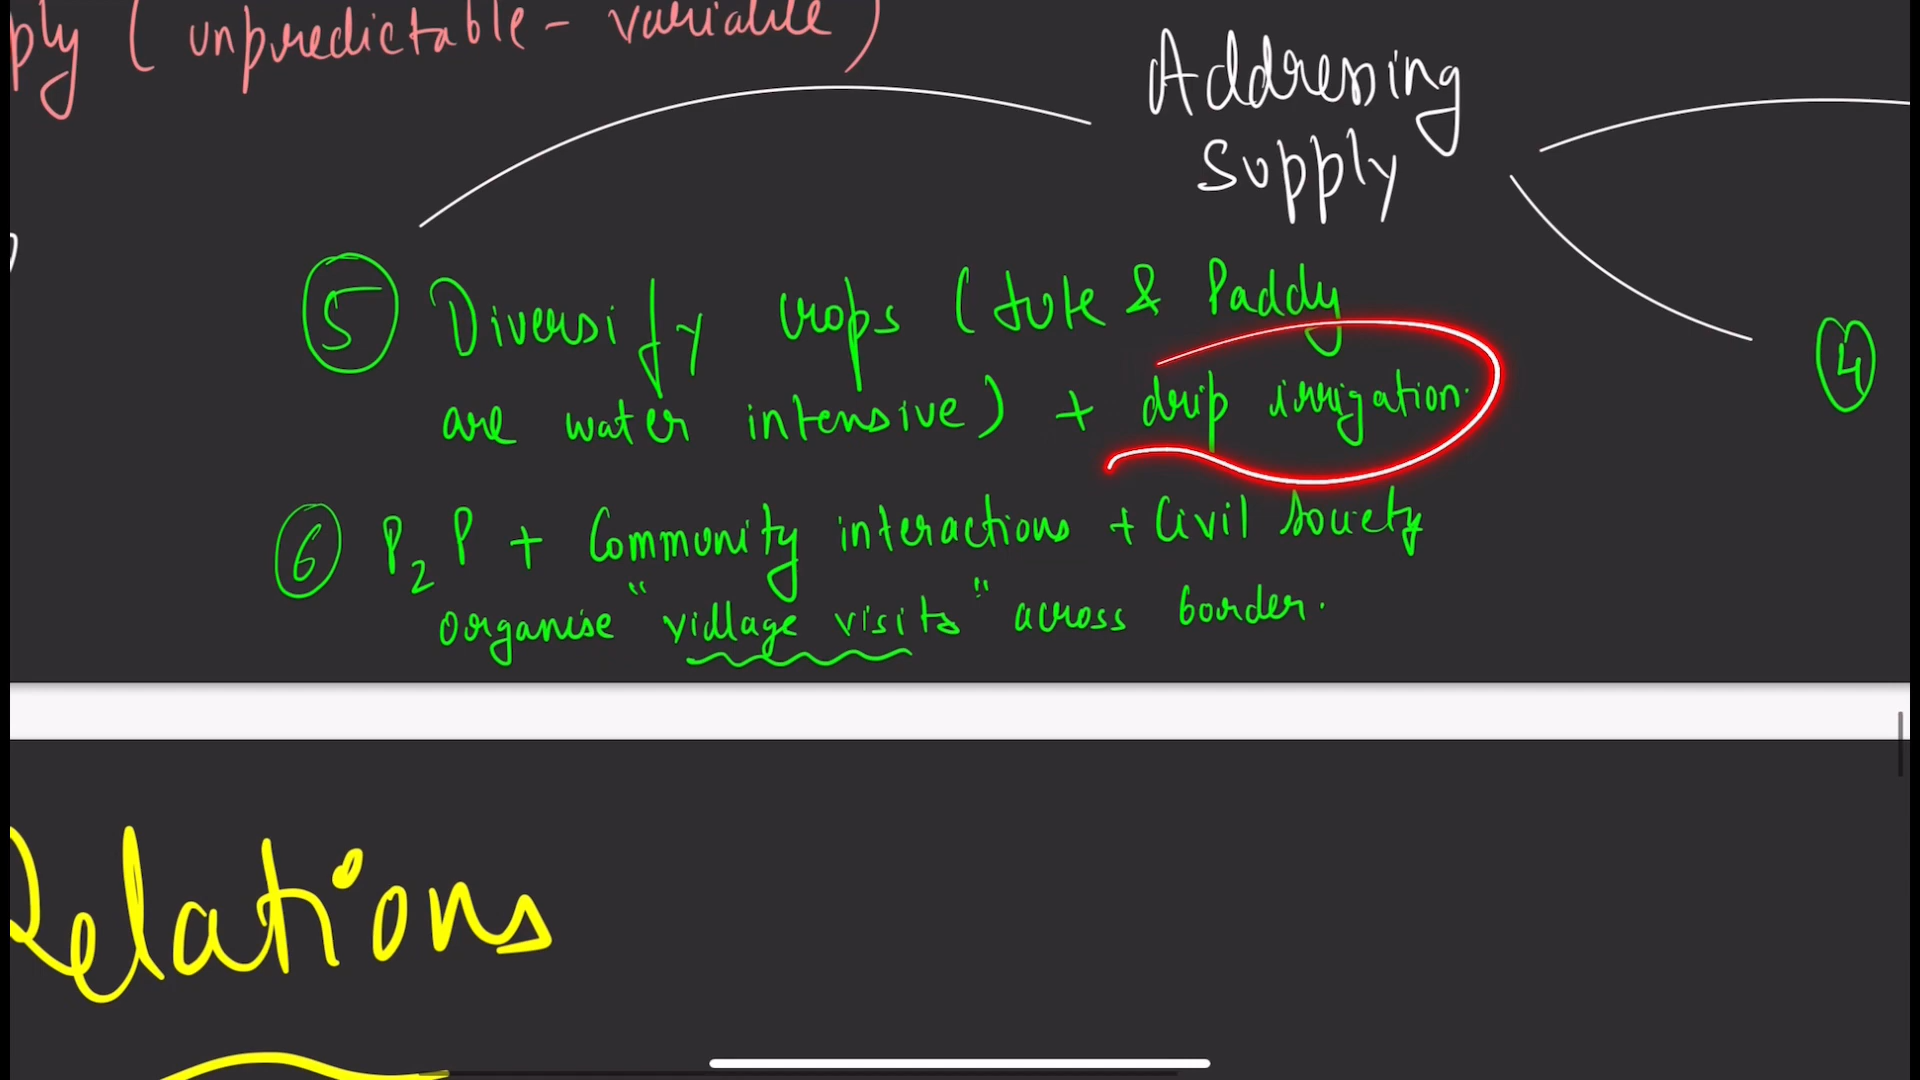 ply ( unpredictable - variable )
Addressing
Supply
5 Diversify crops (Jute & Paddy
are water intensive) + drip irrigation.
4
6 P2P + Community interactions + Civil Society
organise "village visits" across border.
Relations